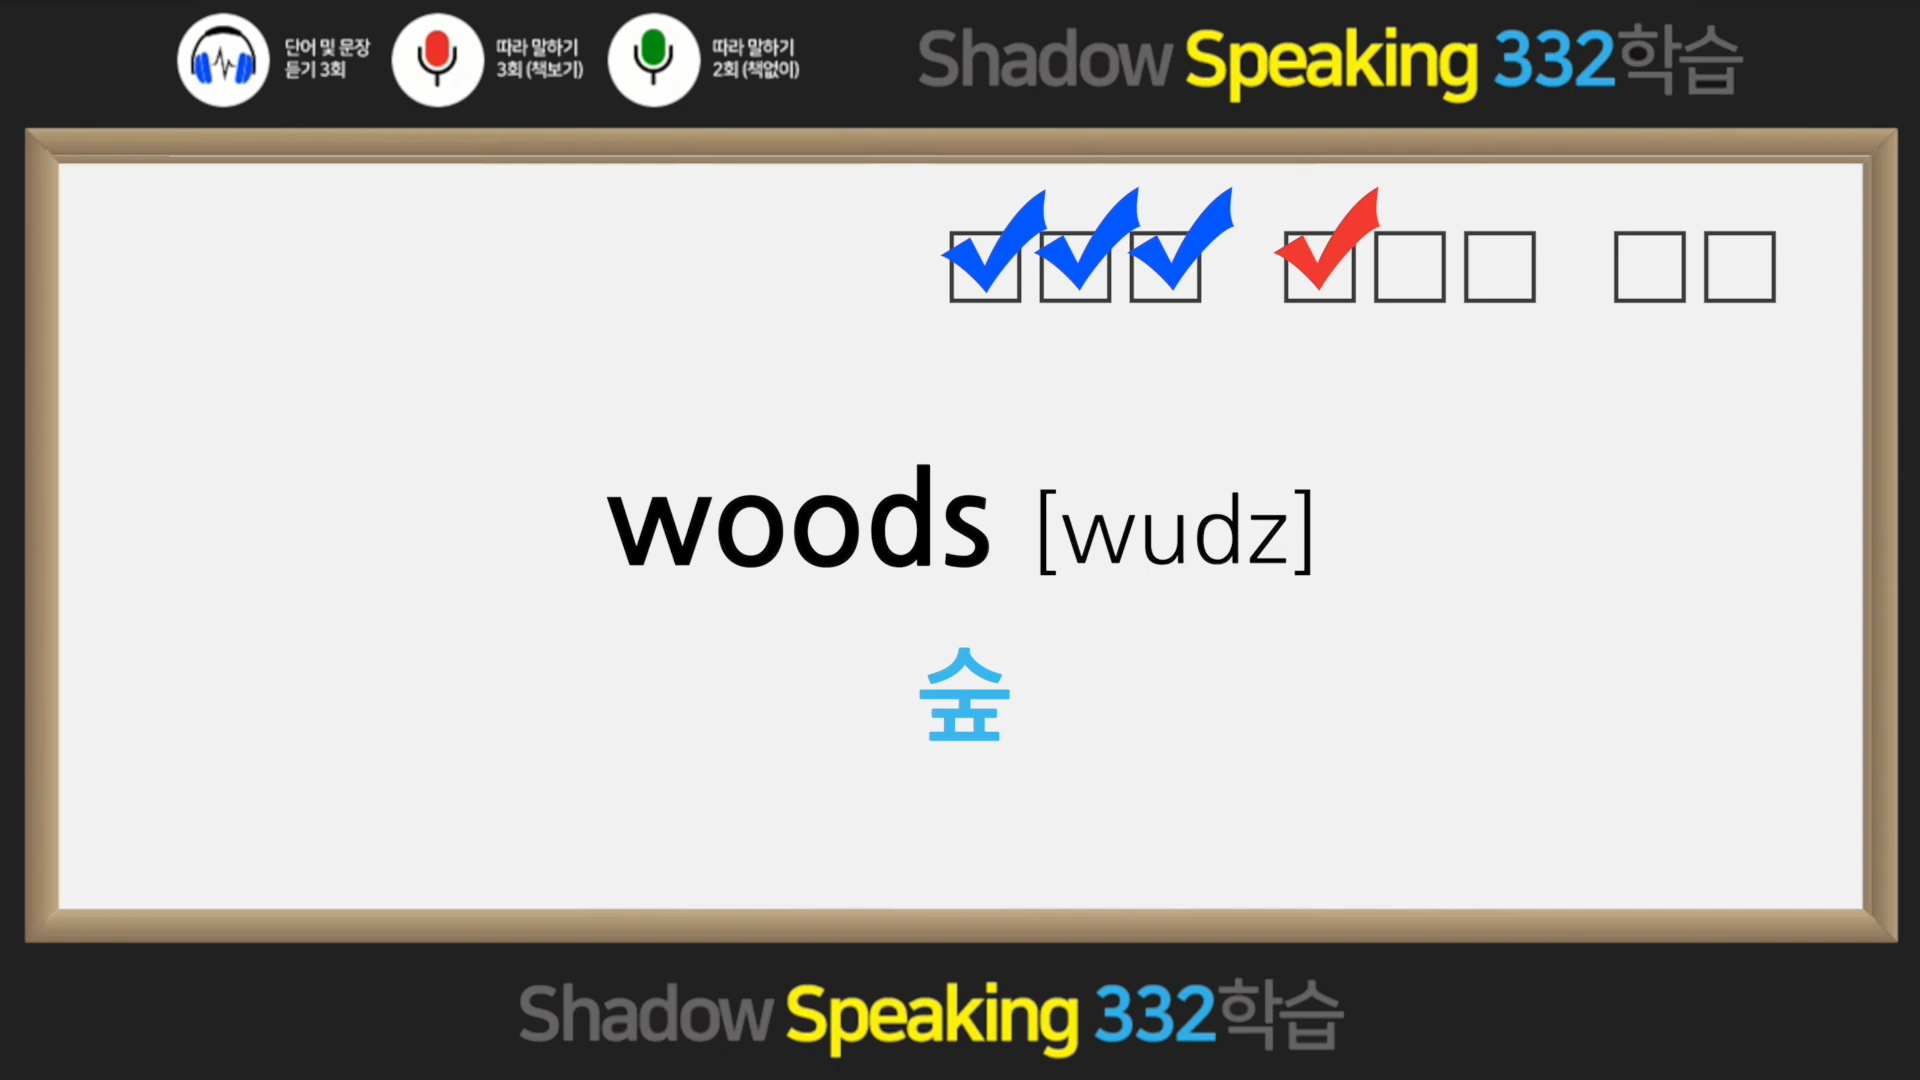 단어 및 문장
듣기 3회
따라 말하기
3회 (책보기)
따라 말하기
2회 (책없이)
Shadow Speaking 332학습
woods [wudz]
숲
Shadow Speaking 332학습